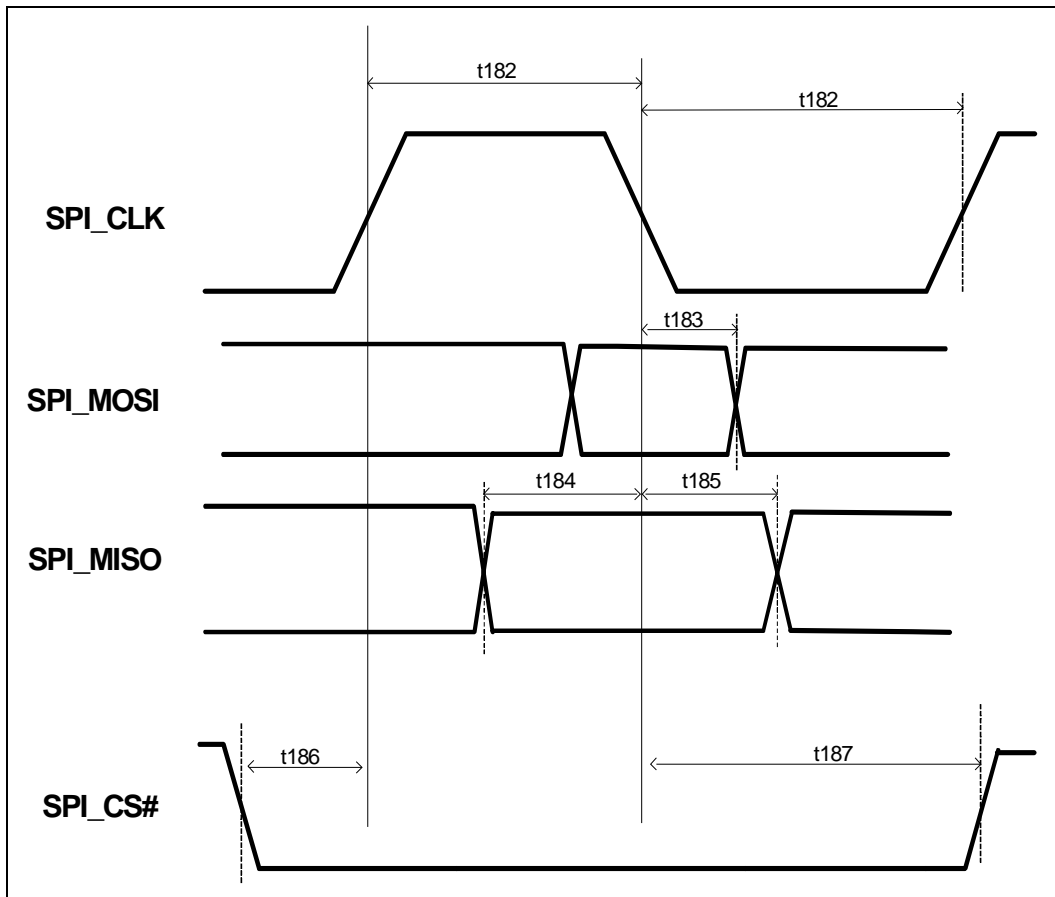 t182
t182
SPI_CLK
t183
SPI_MOSI
t184
t185
SPI_MISO
t186
t187
SPI_CS#